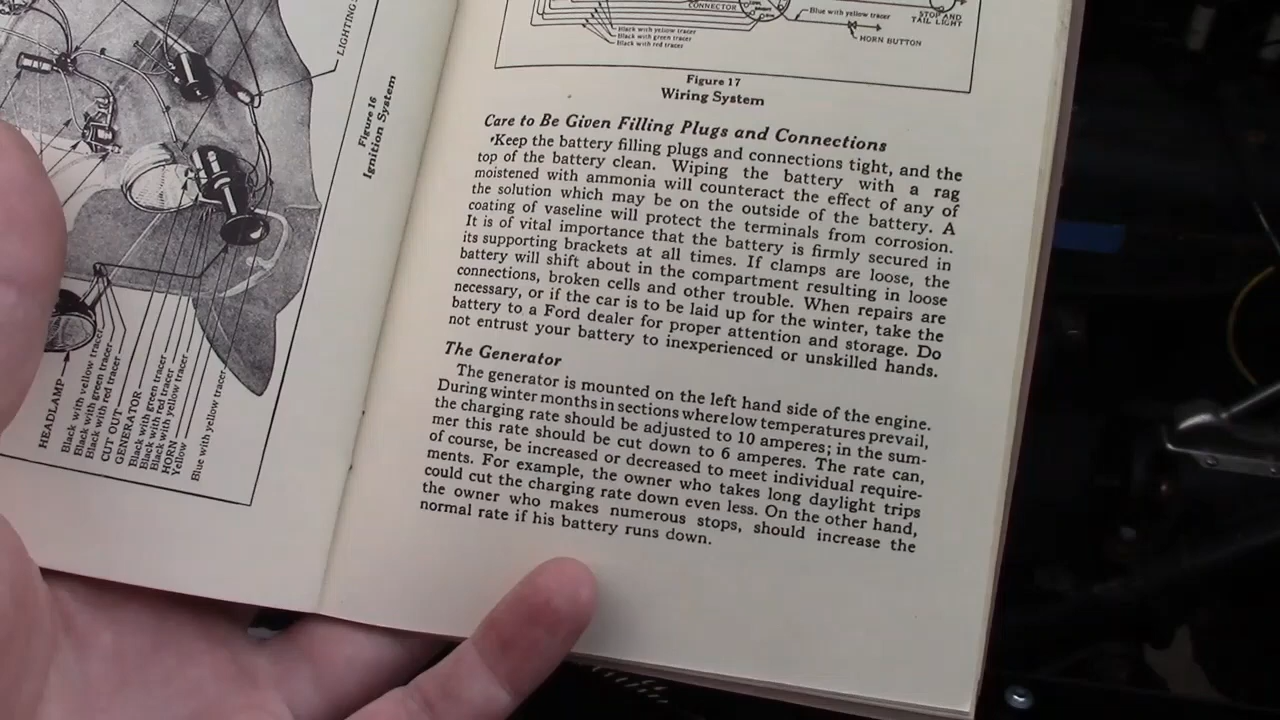 LIGHTING
Figure 16
Ignition System
HEADLAMP
Black with yellow tracer
Black with green tracer
Black with red tracer
CUT OUT
GENERATOR
Black with green tracer
Black with red tracer
HORN
Black with yellow tracer
Yellow
Blue with yellow tracer
CONNECTOR
Black with yellow tracer
Black with green tracer
Black with red tracer
Blue with yellow tracer
HORN BUTTON
STOP AND
TAIL LIGHT
Figure 17
Wiring System
Care to Be Given Filling Plugs and Connections
Keep the battery filling plugs and connections tight, and the
top of the battery clean. Wiping the battery with a rag
moistened with ammonia will counteract the effect of any of
the solution which may be on the outside of the battery. A
coating of vaseline will protect the terminals from corrosion.
It is of vital importance that the battery is firmly secured in
its supporting brackets at all times. If clamps are loose, the
battery will shift about in the compartment resulting in loose
connections, broken cells and other trouble. When repairs are
necessary, or if the car is to be laid up for the winter, take the
battery to a Ford dealer for proper attention and storage. Do
not entrust your battery to inexperienced or unskilled hands.
The Generator
The generator is mounted on the left hand side of the engine.
During winter months in sections where low temperatures prevail,
the charging rate should be adjusted to 10 amperes; in the sum-
mer this rate should be cut down to 6 amperes. The rate can,
of course, be increased or decreased to meet individual require-
ments. For example, the owner who takes long daylight trips
could cut the charging rate down even less. On the other hand,
the owner who makes numerous stops, should increase the
normal rate if his battery runs down.